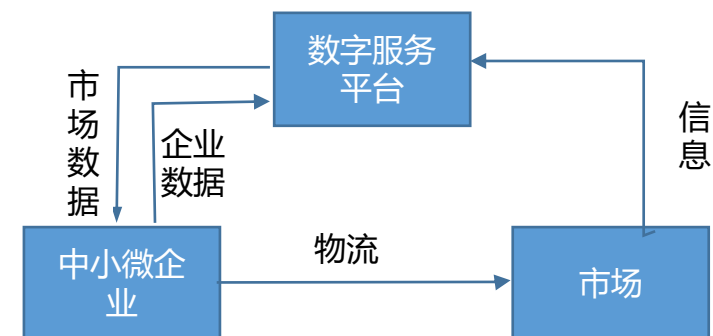 数字服务
平台
市
场
数
据
企业
数据
信
息
中小微企
业
物流
市场